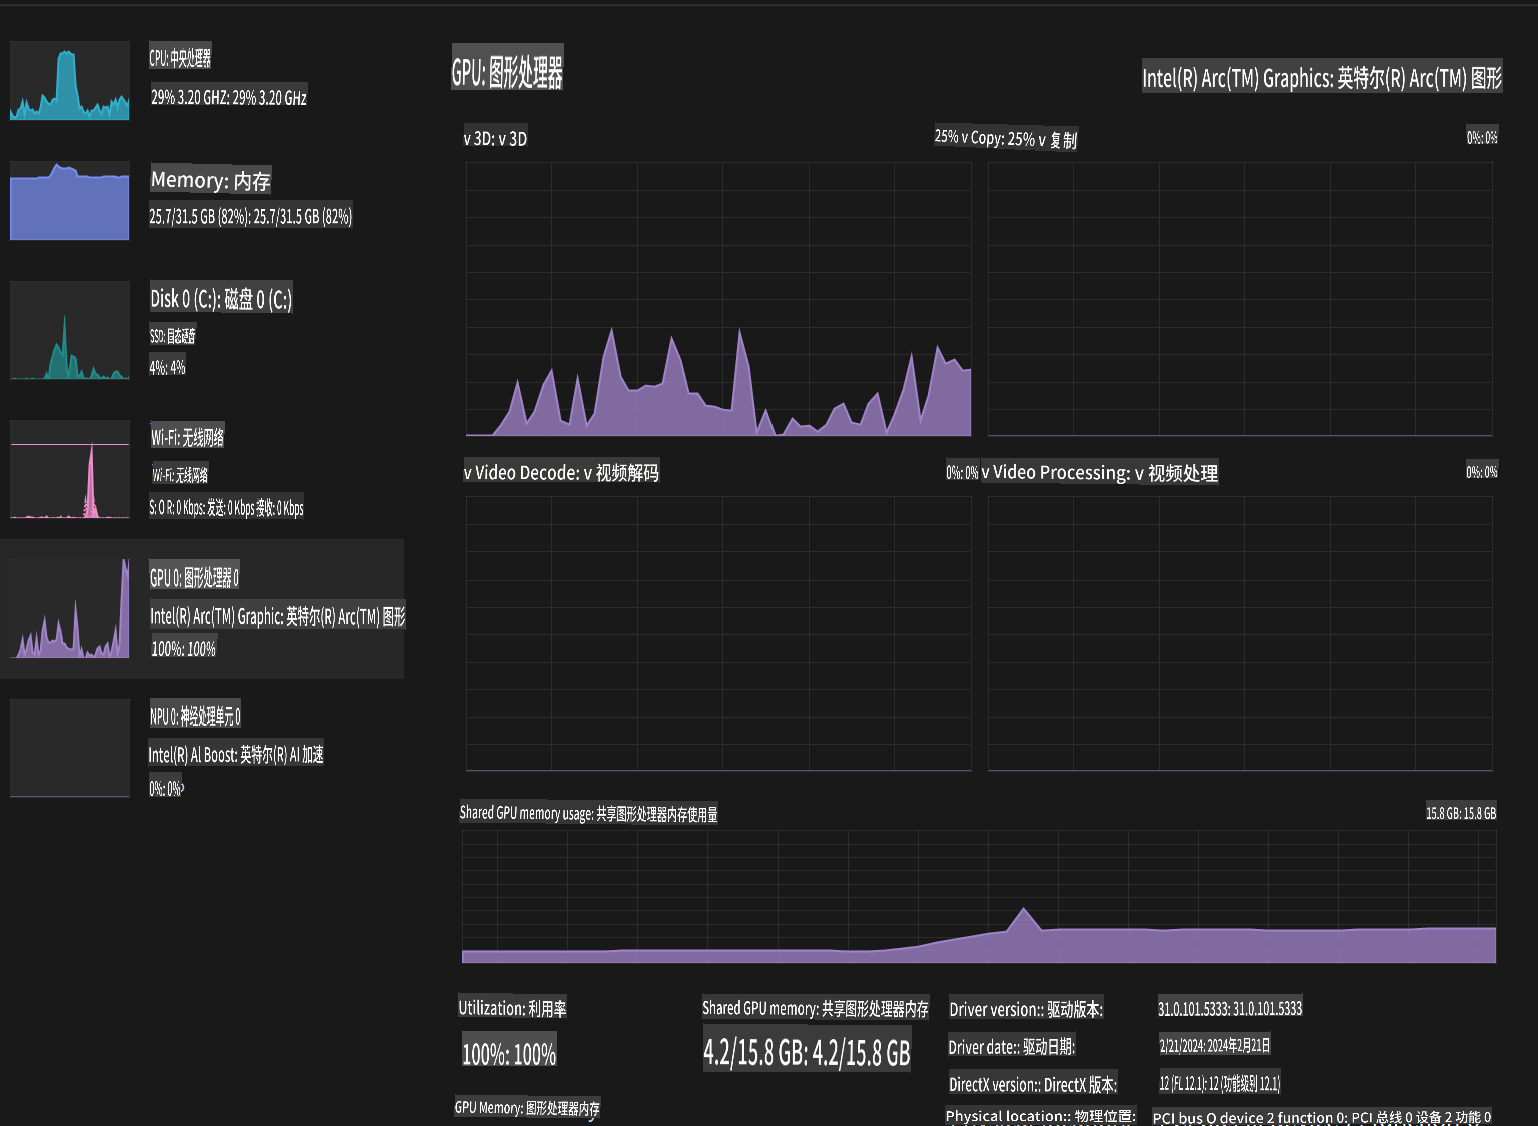 CPU: 中央处理器
29% 3.20 GHZ: 29% 3.20 GHz
Memory: 内存
25.7/31.5 GB (82%): 25.7/31.5 GB (82%)
Disk 0 (C:): 磁盘 0 (C:)
SSD: 固态硬盘
4%: 4%
Wi-Fi: 无线网络
Wi-Fi: 无线网络
S: O R: 0 Kbps: 发送: 0 Kbps 接收: 0 Kbps
GPU 0: 图形处理器 0
Intel(R) Arc(TM) Graphic: 英特尔(R) Arc(TM) 图形
100%: 100%
NPU 0: 神经处理单元 0
Intel(R) Al Boost: 英特尔(R) AI 加速
0%: 0%
GPU: 图形处理器
Intel(R) Arc(TM) Graphics: 英特尔(R) Arc(TM) 图形
v 3D: v 3D
25% v Copy: 25% v 复制
0%: 0%
v Video Decode: v 视频解码
0%: 0%
v Video Processing: v 视频处理
0%: 0%
Shared GPU memory usage: 共享图形处理器内存使用量
15.8 GB: 15.8 GB
Utilization: 利用率
100%: 100%
Shared GPU memory: 共享图形处理器内存
4.2/15.8 GB: 4.2/15.8 GB
GPU Memory: 图形处理器内存
Driver version:: 驱动版本:
31.0.101.5333: 31.0.101.5333
Driver date:: 驱动日期:
2/21/2024: 2024年2月21日
DirectX version:: DirectX 版本:
12 (FL 12.1): 12 (功能级别 12.1)
Physical location:: 物理位置:
PCI bus O device 2 function 0: PCI 总线 0 设备 2 功能 0